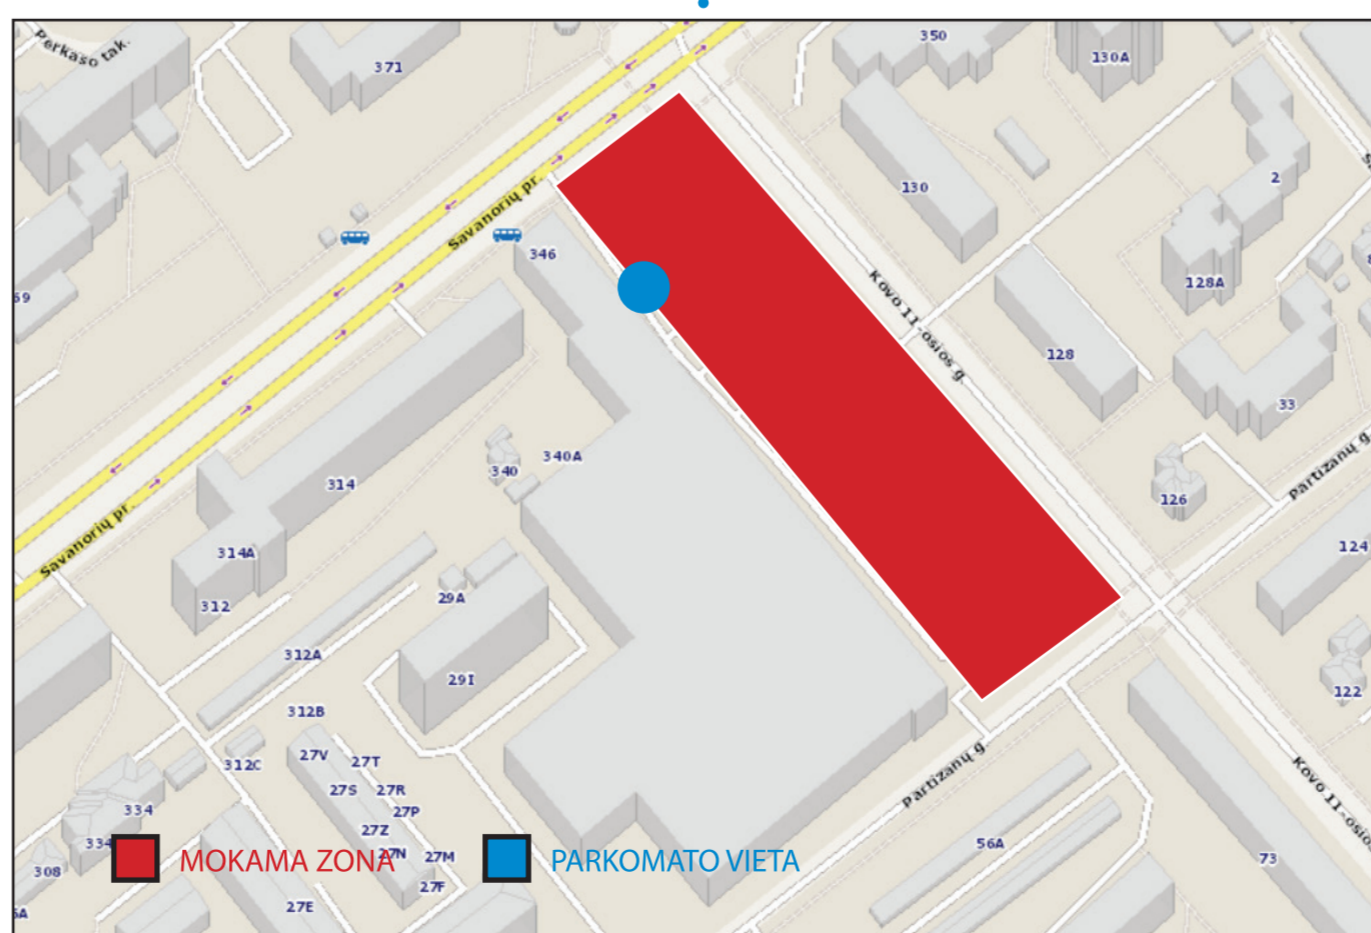 Perkaso tak.
371
350
130A
130
2
Savanorių pr.
346
69
128A
Kovo 11-osios g.
128
33
340A
340
314
126
Partizanų g.
Savanorių pr.
314A
124
312
29A
312A
29I
122
312B
27V
27T
312C
27S
27R
Partizanų g.
Kovo 11-osios
27P
334
27Z
56A
334
27N
27M
73
308
27F
27E
MOKAMA ZONA
PARKOMATO VIETA